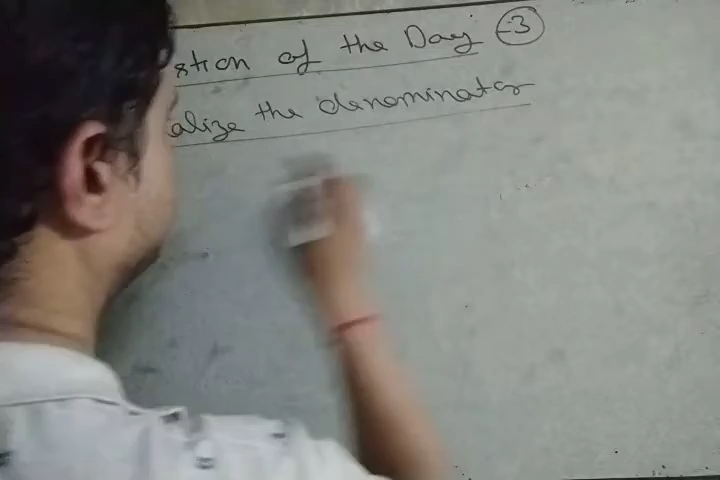 stion of the Day -3
alize the denominator